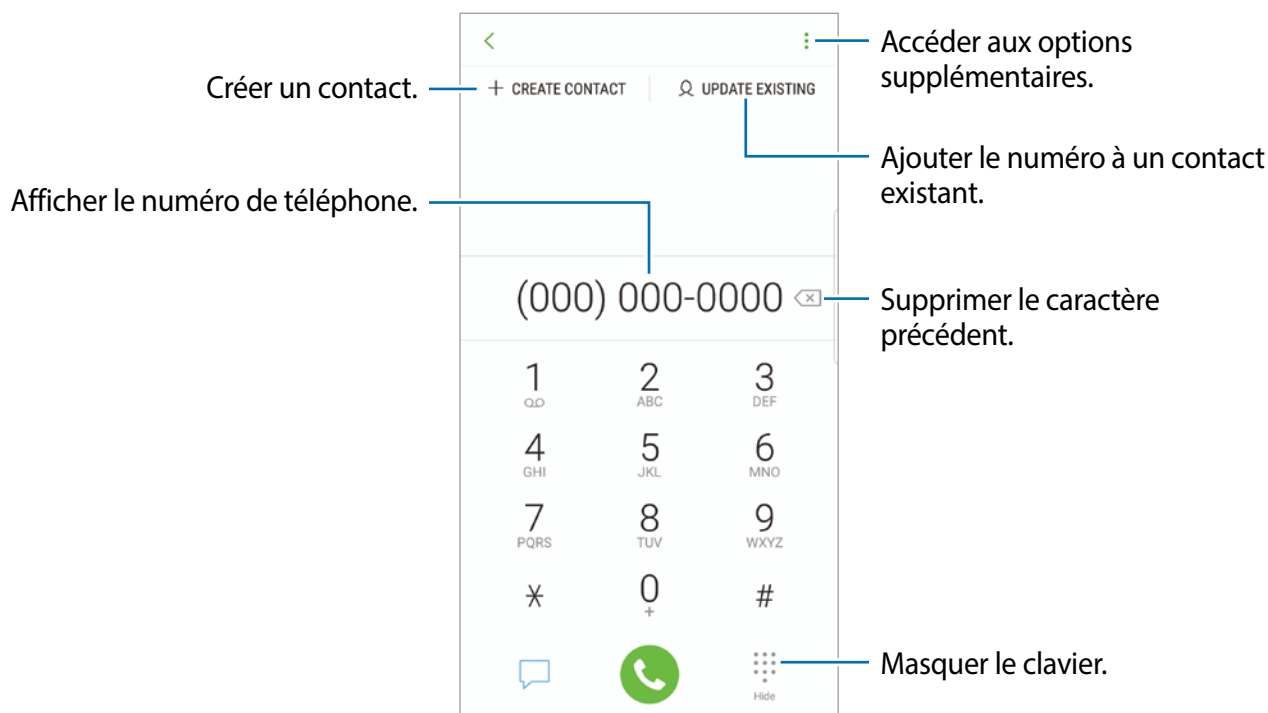 Accéder aux options
supplémentaires.
Créer un contact.
CREATE CONTACT
UPDATE EXISTING
Ajouter le numéro à un contact
existant.
Afficher le numéro de téléphone.
(000) 000-0000
Supprimer le caractère
précédent.
1 2 3
ABC DEF
4 5 6
GHI JKL MNO
7 8 9
PQRS TUV WXYZ
* 0 #
+
Masquer le clavier.
Hide